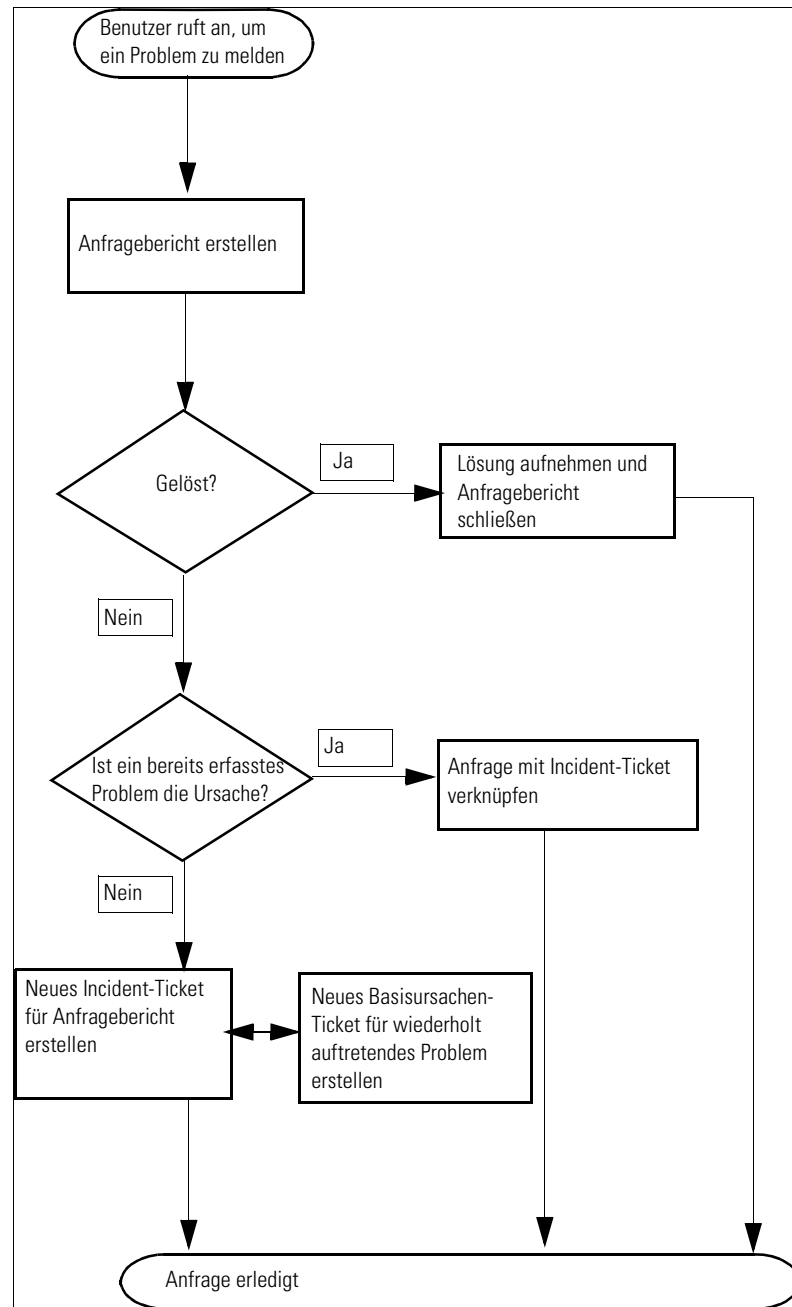 Benutzer ruft an, um
ein Problem zu melden
Anfragebericht erstellen
Gelöst?
Ja
Lösung aufnehmen und
Anfragebericht
schließen
Nein
Ist ein bereits erfasstes
Problem die Ursache?
Ja
Anfrage mit Incident-Ticket
verknüpfen
Nein
Neues Incident-Ticket
für Anfragebericht
erstellen
Neues Basisursachen-
Ticket für wiederholt
auftretendes Problem
erstellen
Anfrage erledigt